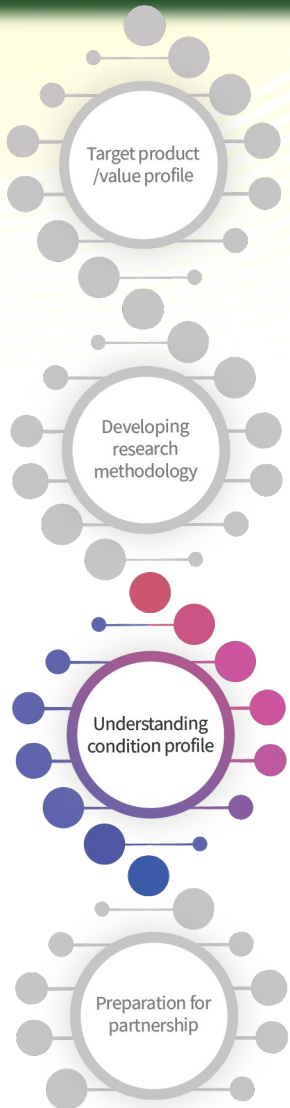 Target product
/value profile
Developing
research
methodology
Understanding
condition profile
Preparation for
partnership